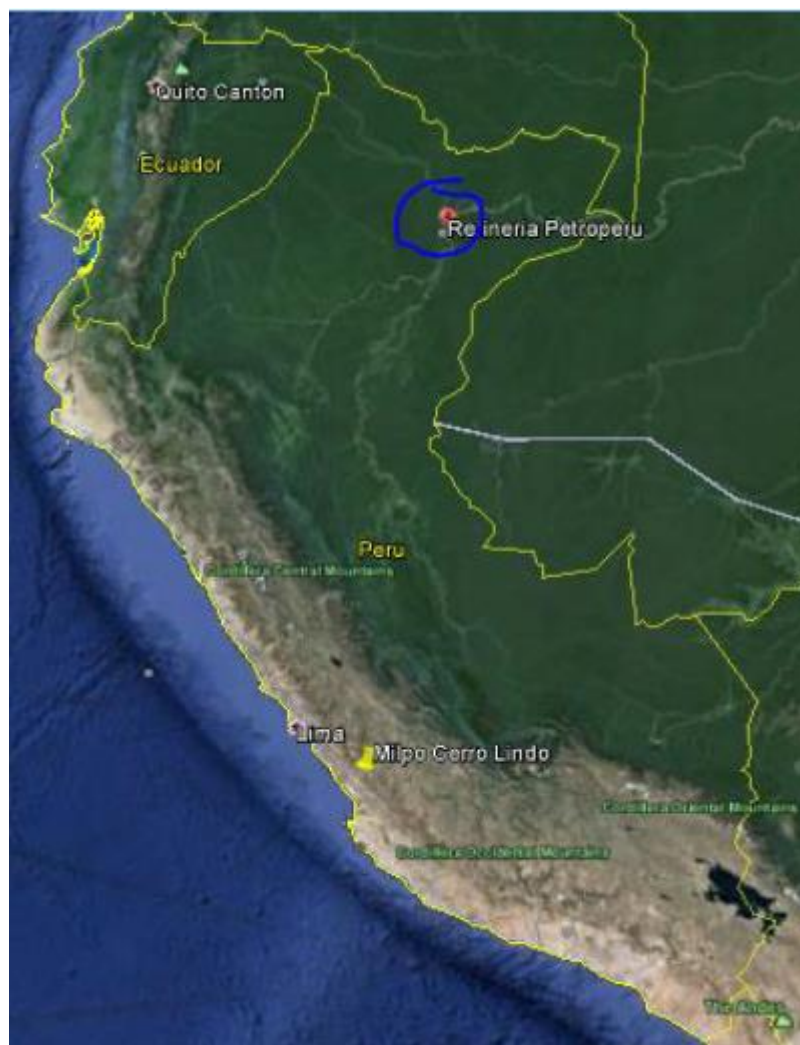 Quito Canton
Ecuador
Refineria Petroperu
Peru
Cordillera Central Mountains
Lima
Milpo Cerro Lindo
Cordillera Oriental Mountains
Cordillera Occidental Mountains
The Andes